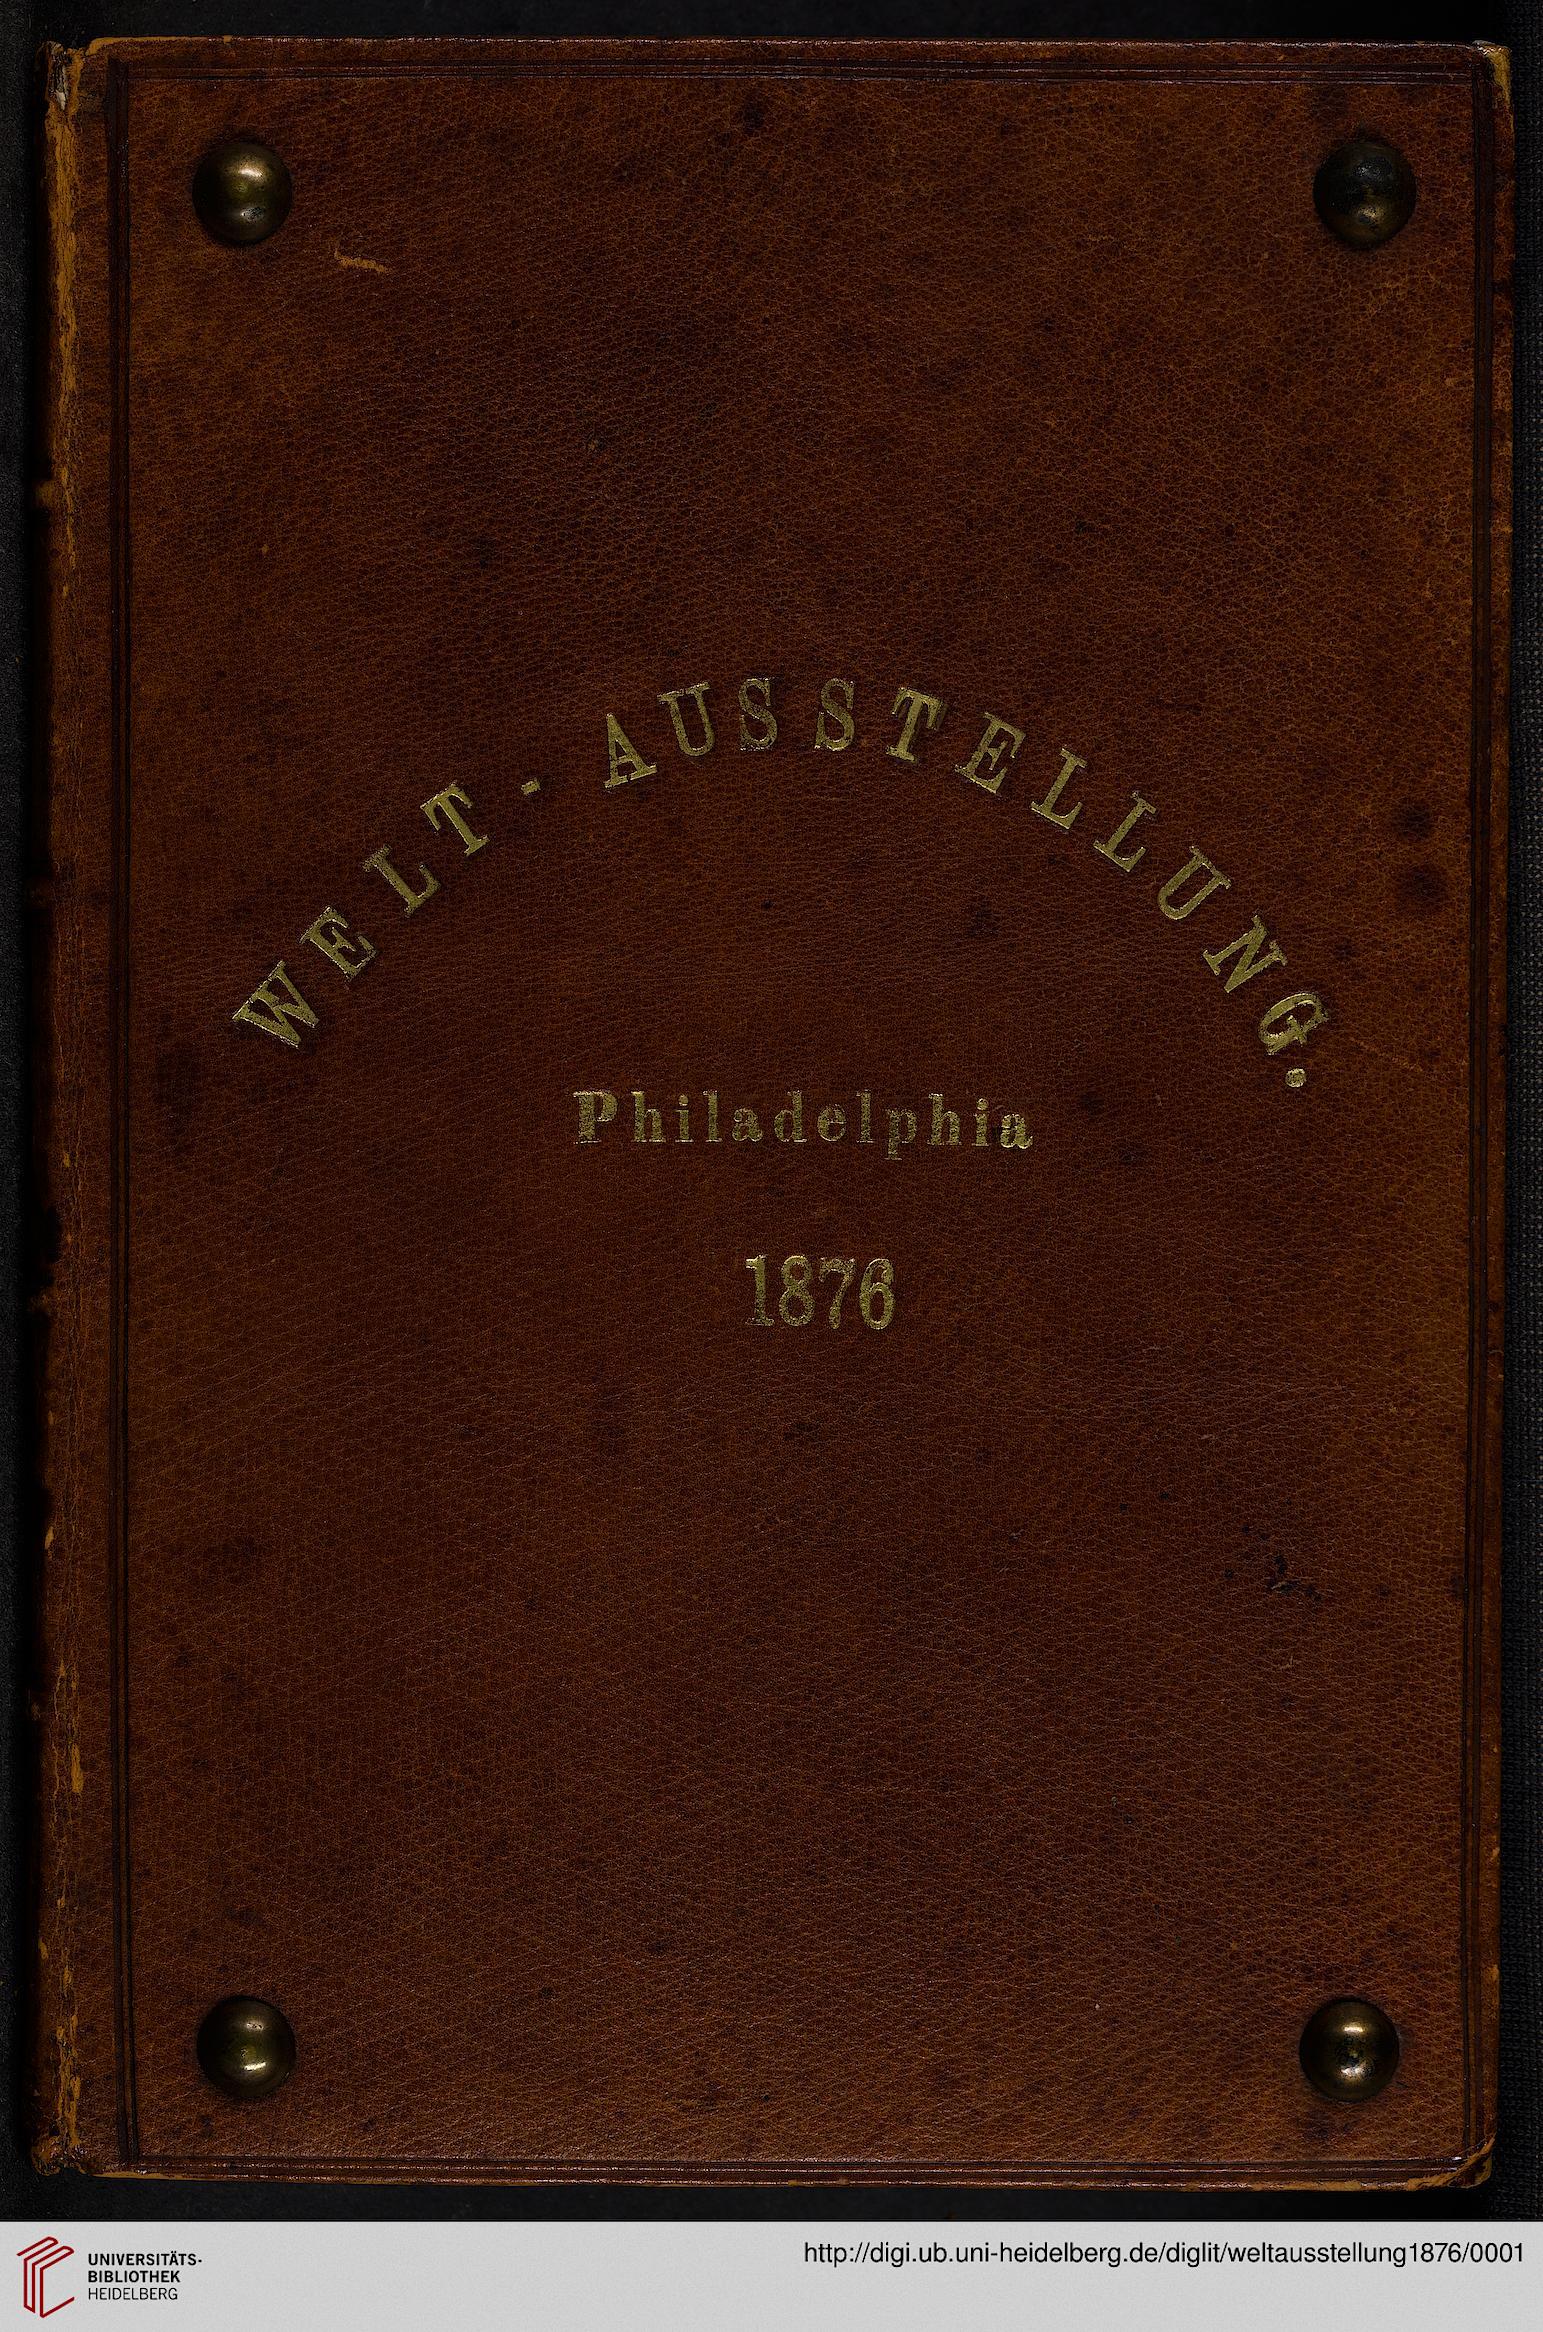 WELT-AUSSTELLUNG.
Philadelphia
1876
UNIVERSITÄTS-
BIBLIOTHEK
HEIDELBERG
http://digi.ub.uni-heidelberg.de/diglit/weltausstellung1876/0001